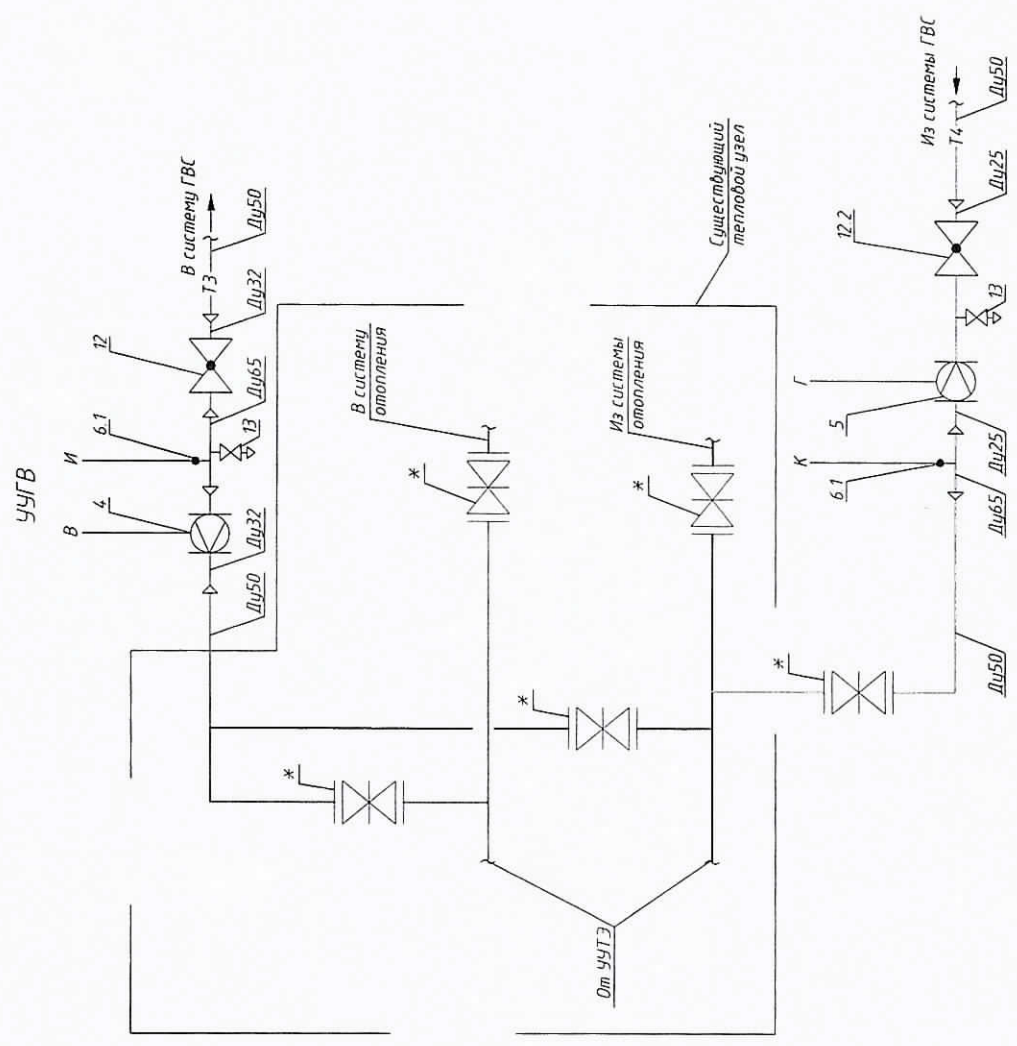 УУГВ
В
4
И
6.1
12
В систему ГВС
Т3
Ду50
Ду32
Ду65
13
Ду32
Ду50
В систему
отопления
*
Из системы
отопления
*
Существующий
тепловой узел
*
*
*
От УУТЭ
Из системы ГВС
Т4
Ду50
Ду25
12.2
13
Г
5
К
6.1
Ду25
Ду65
Ду50